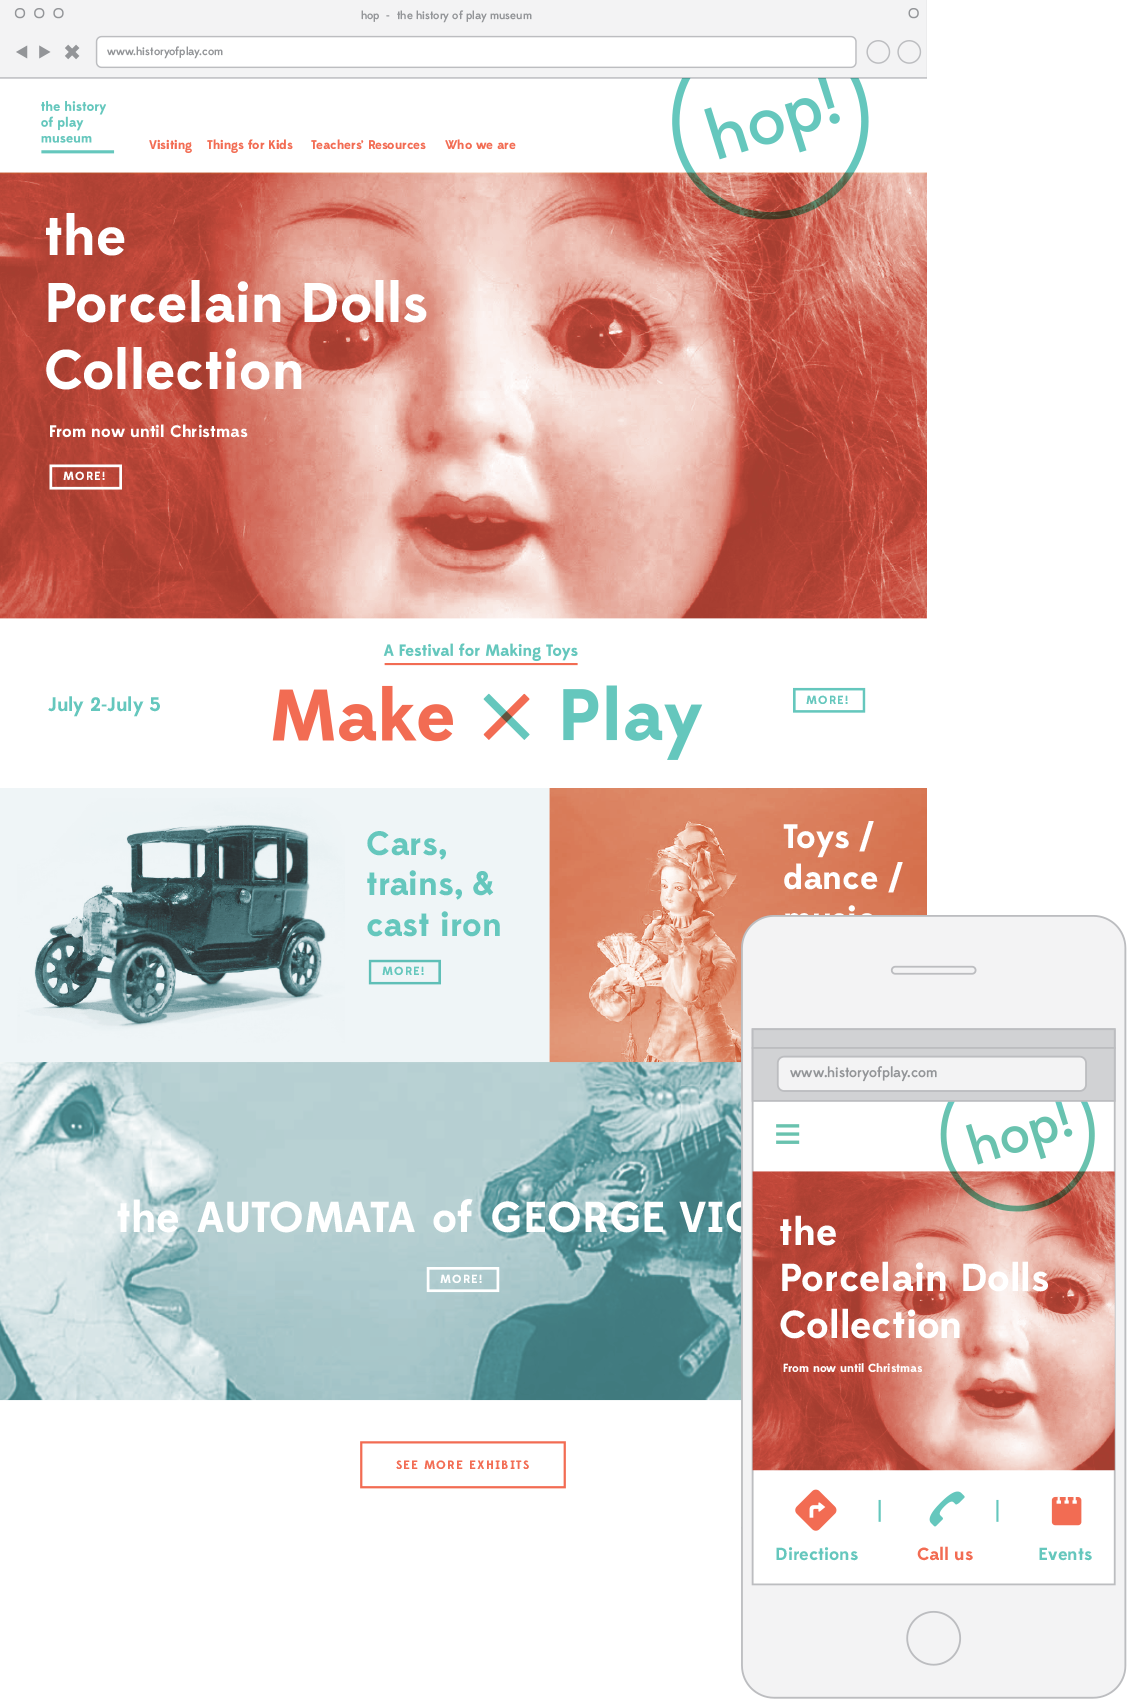 hop - the history of play museum
www.historyofplay.com
the history
of play
museum
Visiting Things for Kids Teachers' Resources Who we are
hop!
the
Porcelain Dolls
Collection
From now until Christmas
MORE!
A Festival for Making Toys
July 2-July 5
Make × Play
MORE!
Cars,
trains, &
cast iron
MORE!
Toys /
dance /
the AUTOMATA of GEORGE
MORE!
SEE MORE EXHIBITS
www.historyofplay.com
hop!
the
Porcelain Dolls
Collection
From now until Christmas
Directions
Call us
Events